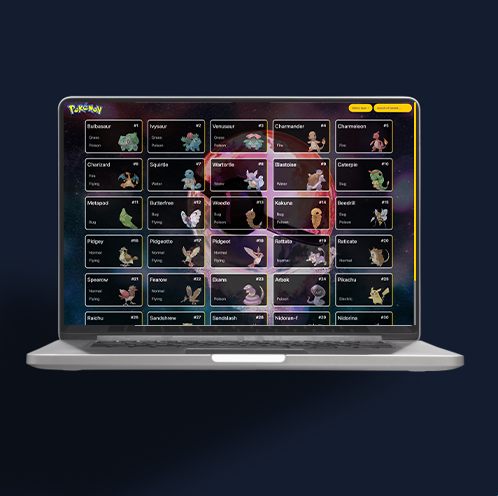 Pokémon
Bulbasaur #1
Grass
Poison
Ivysaur #2
Grass
Poison
Venusaur #3
Grass
Poison
Charmander #4
Fire
Charmeleon #5
Fire
Charizard #6
Fire
Flying
Squirtle #7
Water
Wartortle #8
Water
Blastoise #9
Water
Caterpie #10
Bug
Metapod #11
Bug
Butterfree #12
Bug
Flying
Weedle #13
Bug
Poison
Kakuna #14
Bug
Poison
Beedrill #15
Bug
Poison
Pidgey #16
Normal
Flying
Pidgeotto #17
Normal
Flying
Pidgeot #18
Normal
Flying
Rattata #19
Normal
Raticate #20
Normal
Spearow #21
Normal
Flying
Fearow #22
Normal
Flying
Ekans #23
Poison
Arbok #24
Poison
Pikachu #25
Electric
Raichu #26
Sandshrew #27
Sandslash #28
Nidoran-f #29
Nidorina #30